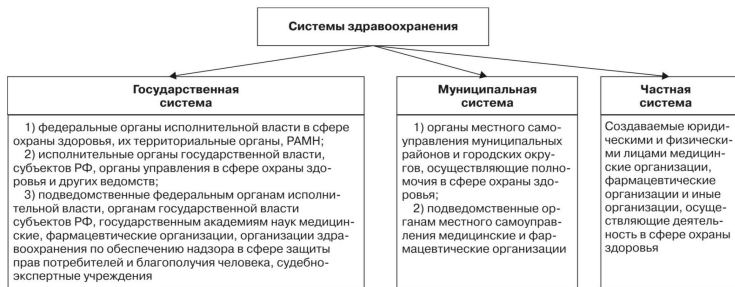 Системы здравоохранения
Государственная
система
1) федеральные органы исполнительной власти в сфере
охраны здоровья, их территориальные органы, РАМН;
2) исполнительные органы государственной власти,
субъектов РФ, органы управления в сфере охраны здо-
ровья и других ведомств;
3) подведомственные федеральным органам исполни-
тельной власти, органам государственной власти
субъектов РФ, государственным академиям наук медицин-
ские, фармацевтические организации, организации здра-
воохранения по обеспечению надзора в сфере защиты
прав потребителей и благополучия человека, судебно-
экспертные учреждения
Муниципальная
система
1) органы местного само-
управления муниципальных
районов и городских окру-
гов, осуществляющие полно-
мочия в сфере охраны здо-
ровья;
2) подведомственные ор-
ганам местного самоуправ-
ления медицинские и фар-
мацевтические организации
Частная
система
Создаваемые юриди-
ческими и физически-
ми лицами медицин-
ские организации,
фармацевтические
организации и иные
организации, осуще-
ствляющие деятель-
ность в сфере охраны
здоровья